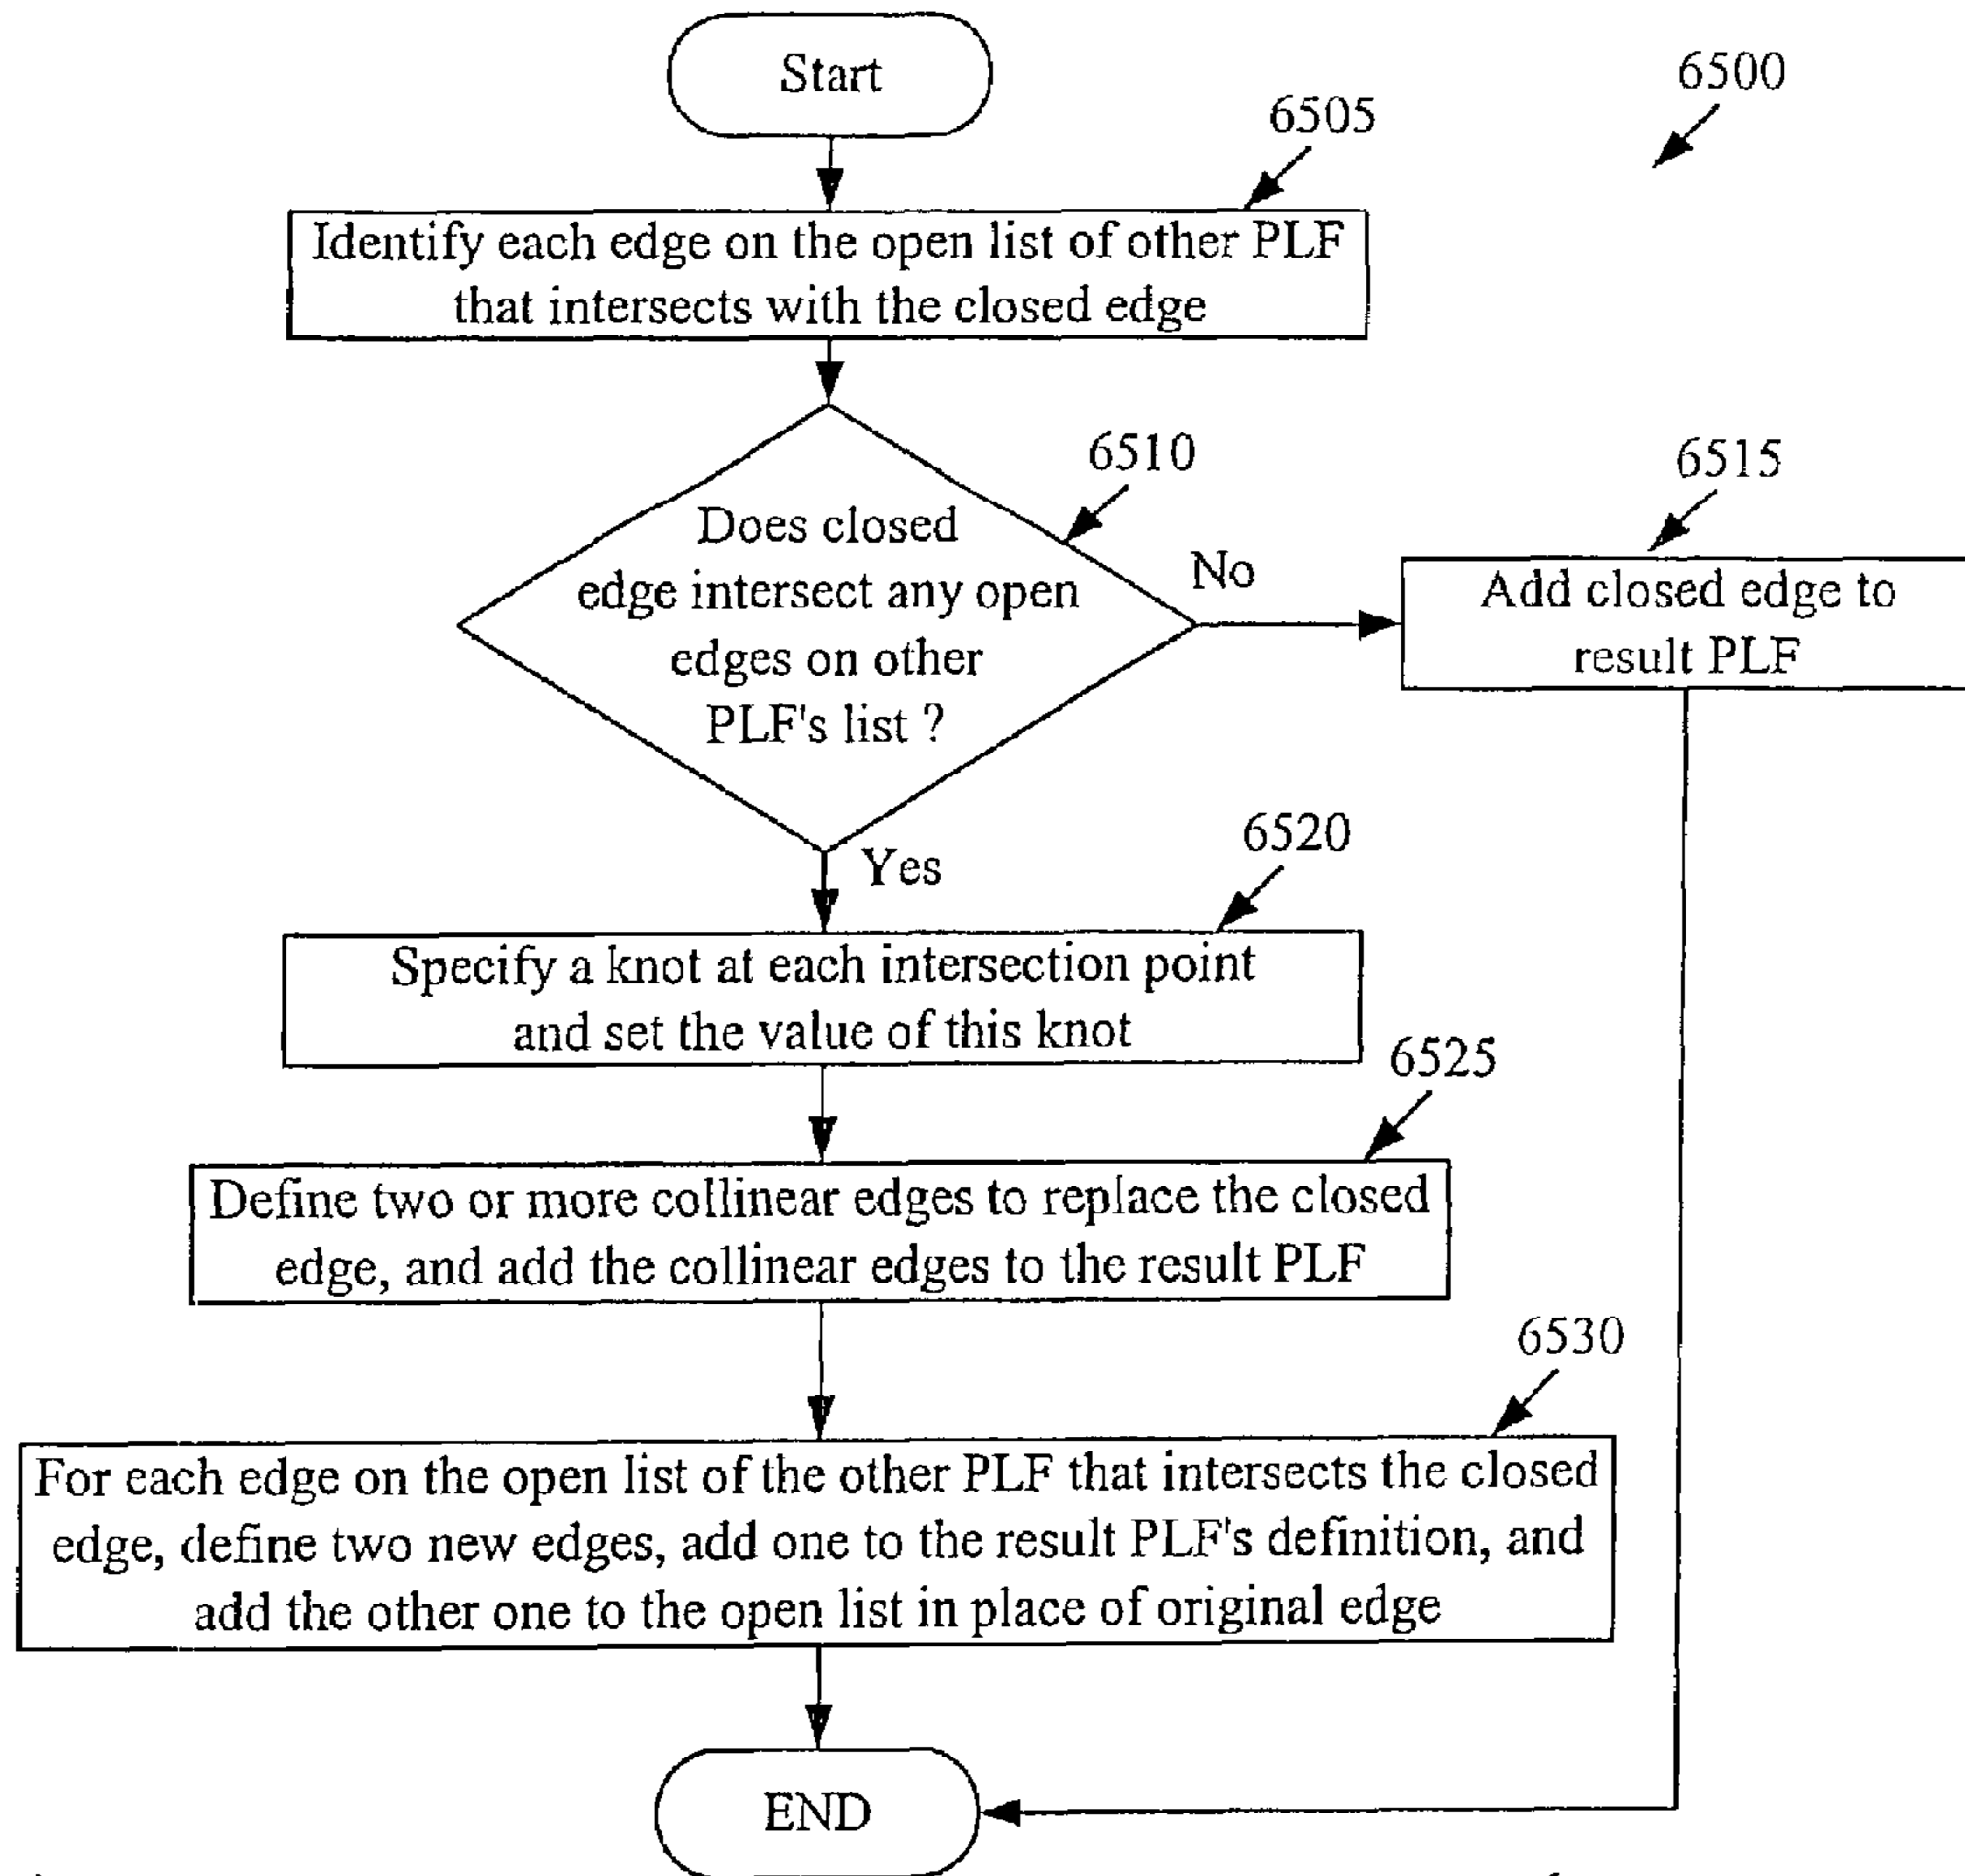 Start
6500
6505
Identify each edge on the open list of other PLF
that intersects with the closed edge
6510
Does closed
edge intersect any open
edges on other
PLF's list ?
No
6515
Add closed edge to
result PLF
Yes
6520
Specify a knot at each intersection point
and set the value of this knot
6525
Define two or more collinear edges to replace the closed
edge, and add the collinear edges to the result PLF
6530
For each edge on the open list of the other PLF that intersects the closed
edge, define two new edges, add one to the result PLF's definition, and
add the other one to the open list in place of original edge
END